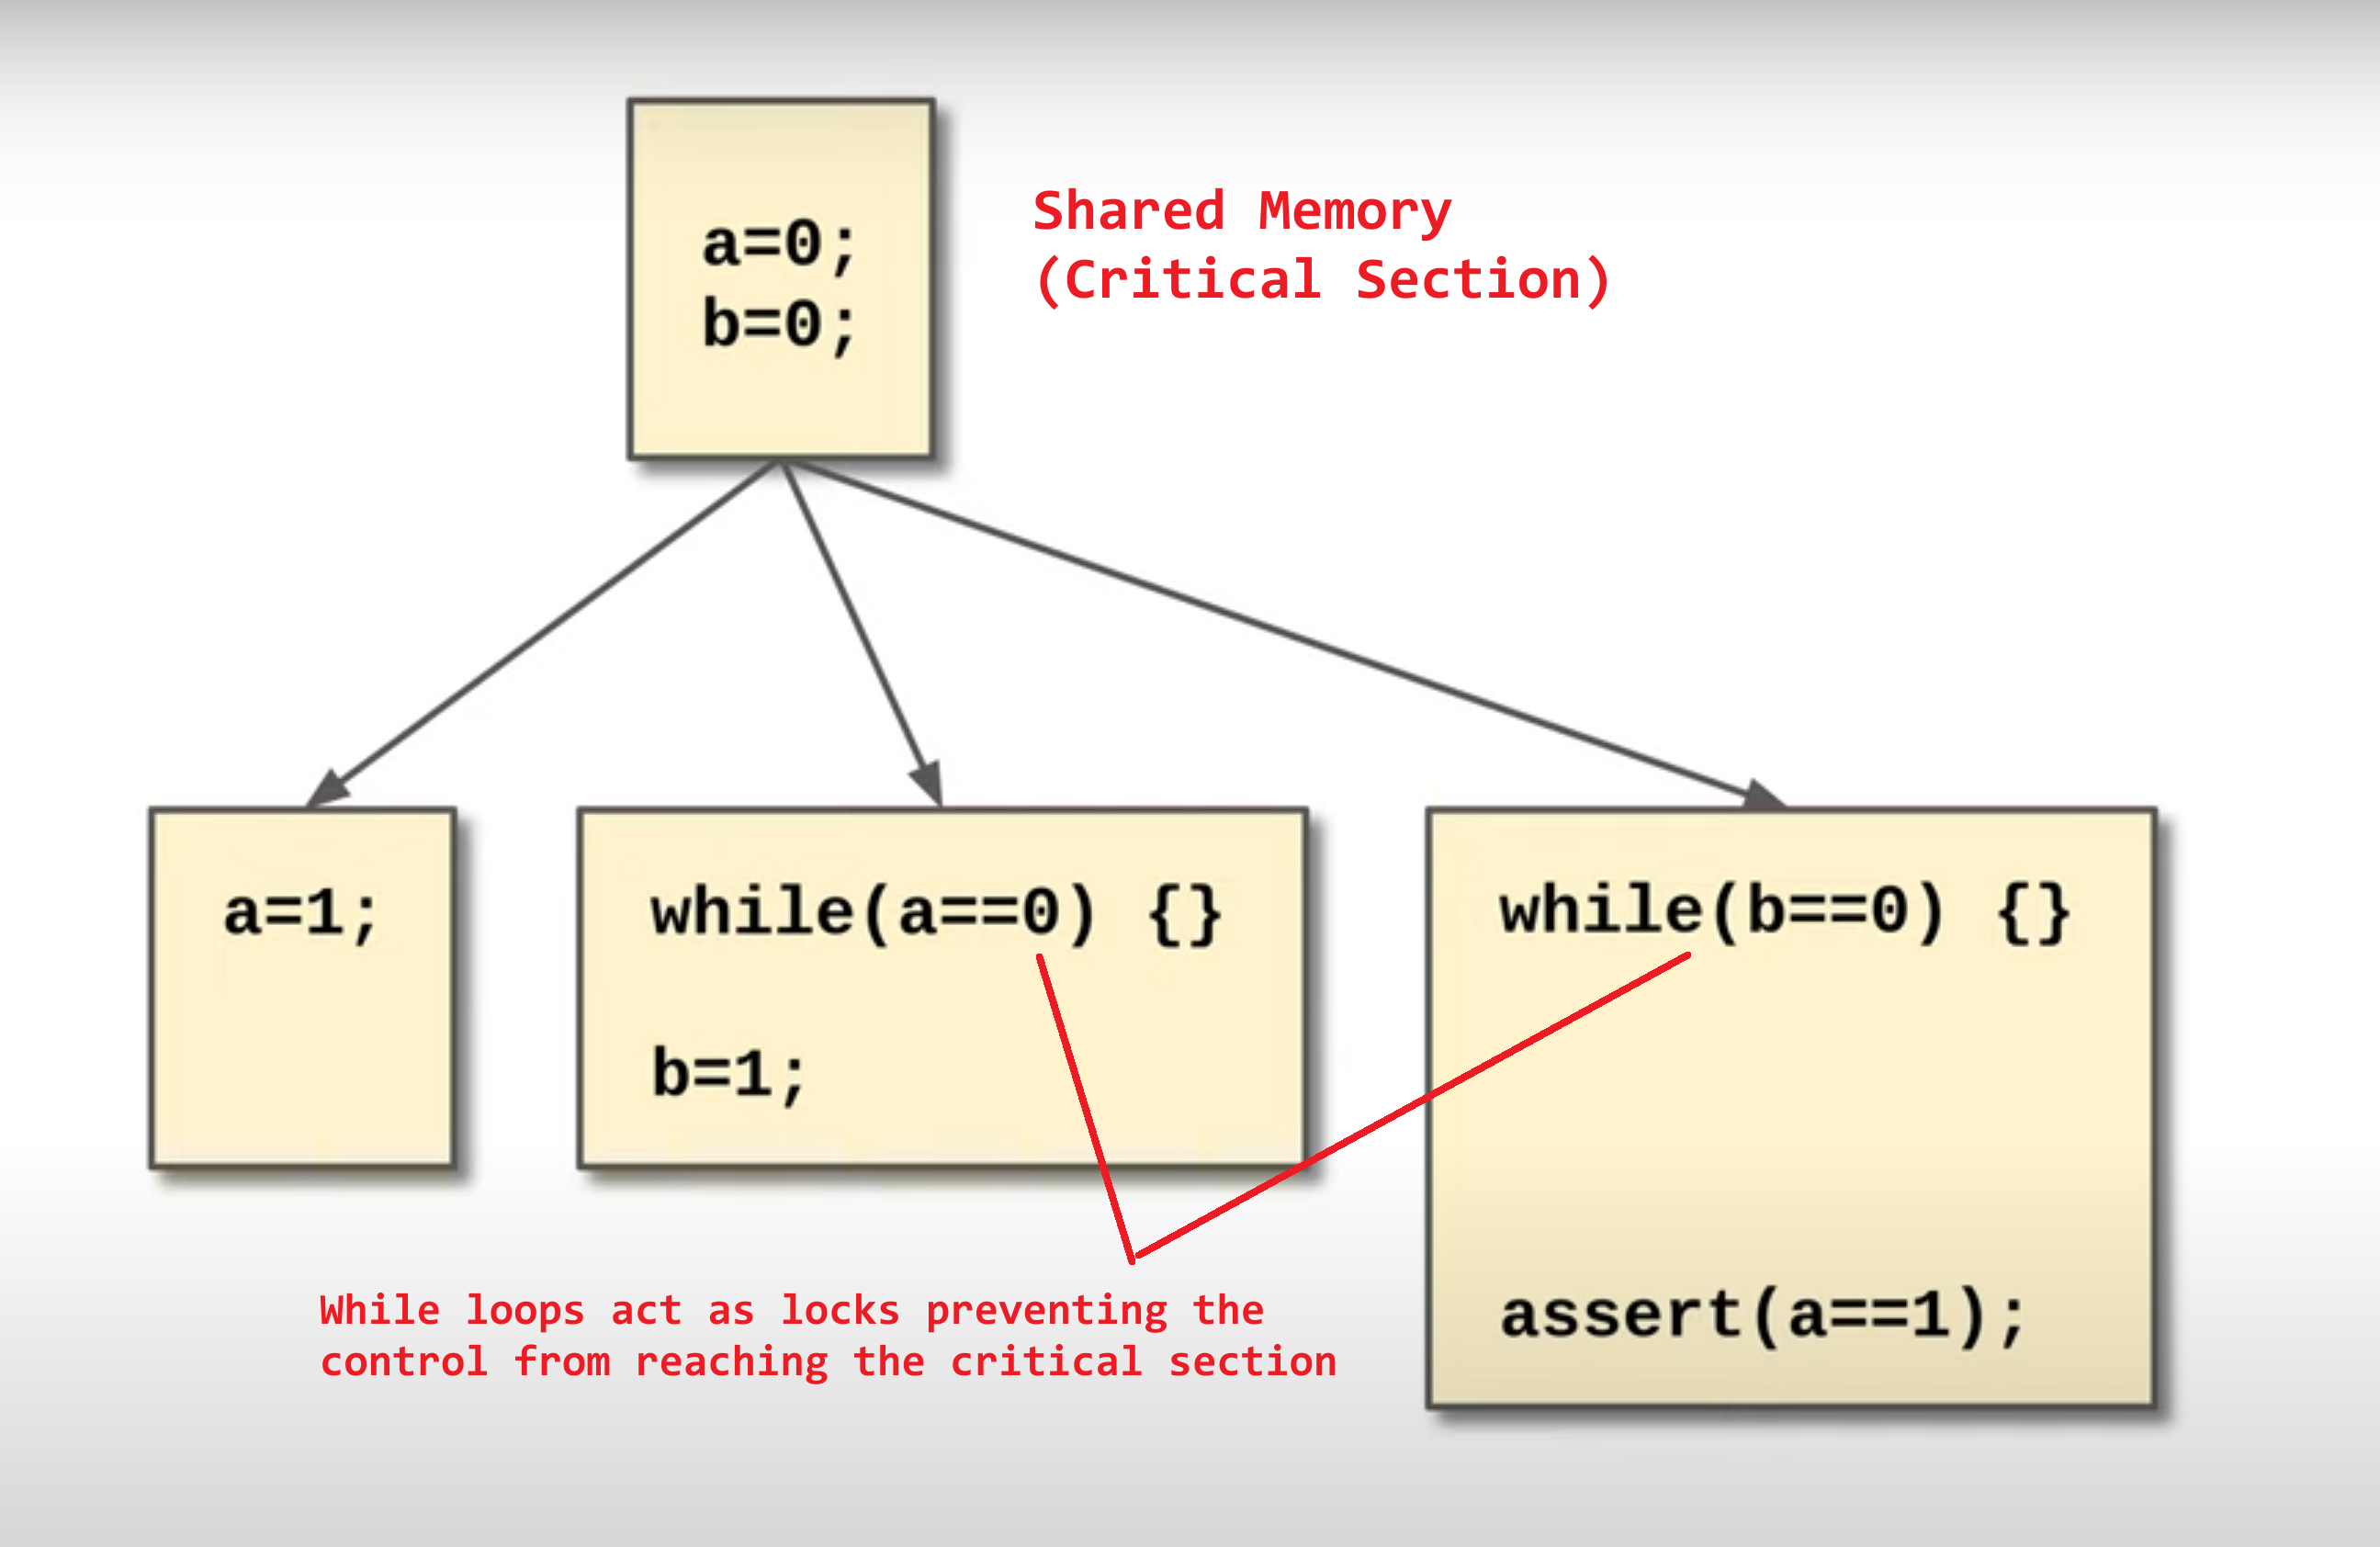 a=0;
b=0;
Shared Memory
(Critical Section)
a=1;
while(a==0) {}
b=1;
while(b==0) {}
assert(a==1);
While loops act as locks preventing the
control from reaching the critical section